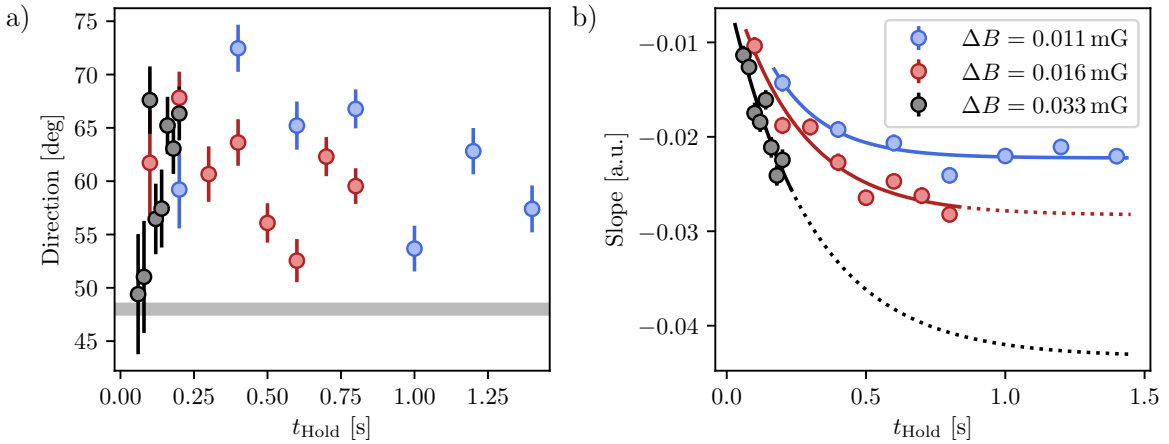 a)
75
70
65
60
55
50
45
Direction [deg]
0.00 0.25 0.50 0.75 1.00 1.25
t_Hold [s]
b)
−0.01
−0.02
−0.03
−0.04
Slope [a.u.]
ΔB = 0.011 mG
ΔB = 0.016 mG
ΔB = 0.033 mG
0.0 0.5 1.0 1.5
t_Hold [s]